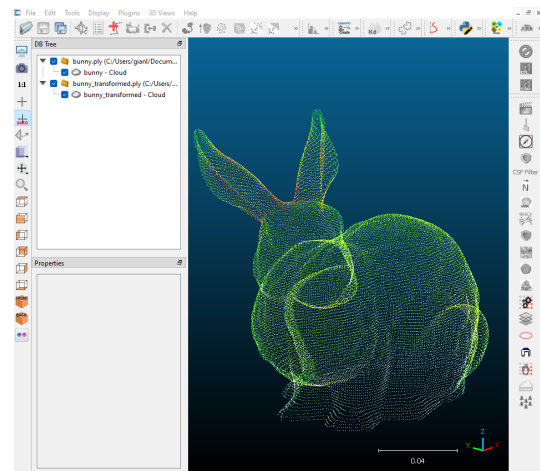 File Edit Tools Display Plugins 3D Views Help
Kd
DB Tree
bunny.ply (C:/Users/gianl/Docum...
bunny - Cloud
bunny_transformed.ply (C:/Users/...
bunny_transformed - Cloud
1:1
auto
Properties
CSF Filter
N
Z
Y X
0.04